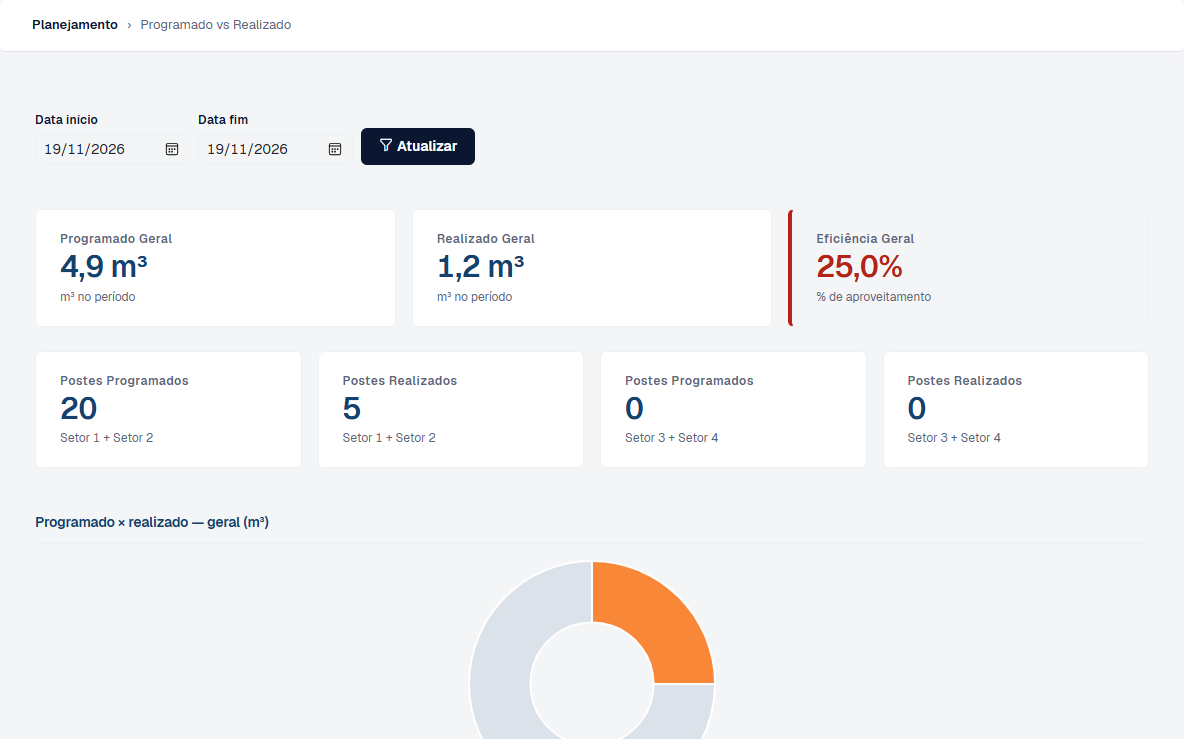 Planejamento › Programado vs Realizado
Data início
Data fim
19/11/2026
19/11/2026
Atualizar
Programado Geral
4,9 m³
m³ no período
Realizado Geral
1,2 m³
m³ no período
Eficiência Geral
25,0%
% de aproveitamento
Postes Programados
20
Setor 1 + Setor 2
Postes Realizados
5
Setor 1 + Setor 2
Postes Programados
0
Setor 3 + Setor 4
Postes Realizados
0
Setor 3 + Setor 4
Programado × realizado — geral (m³)